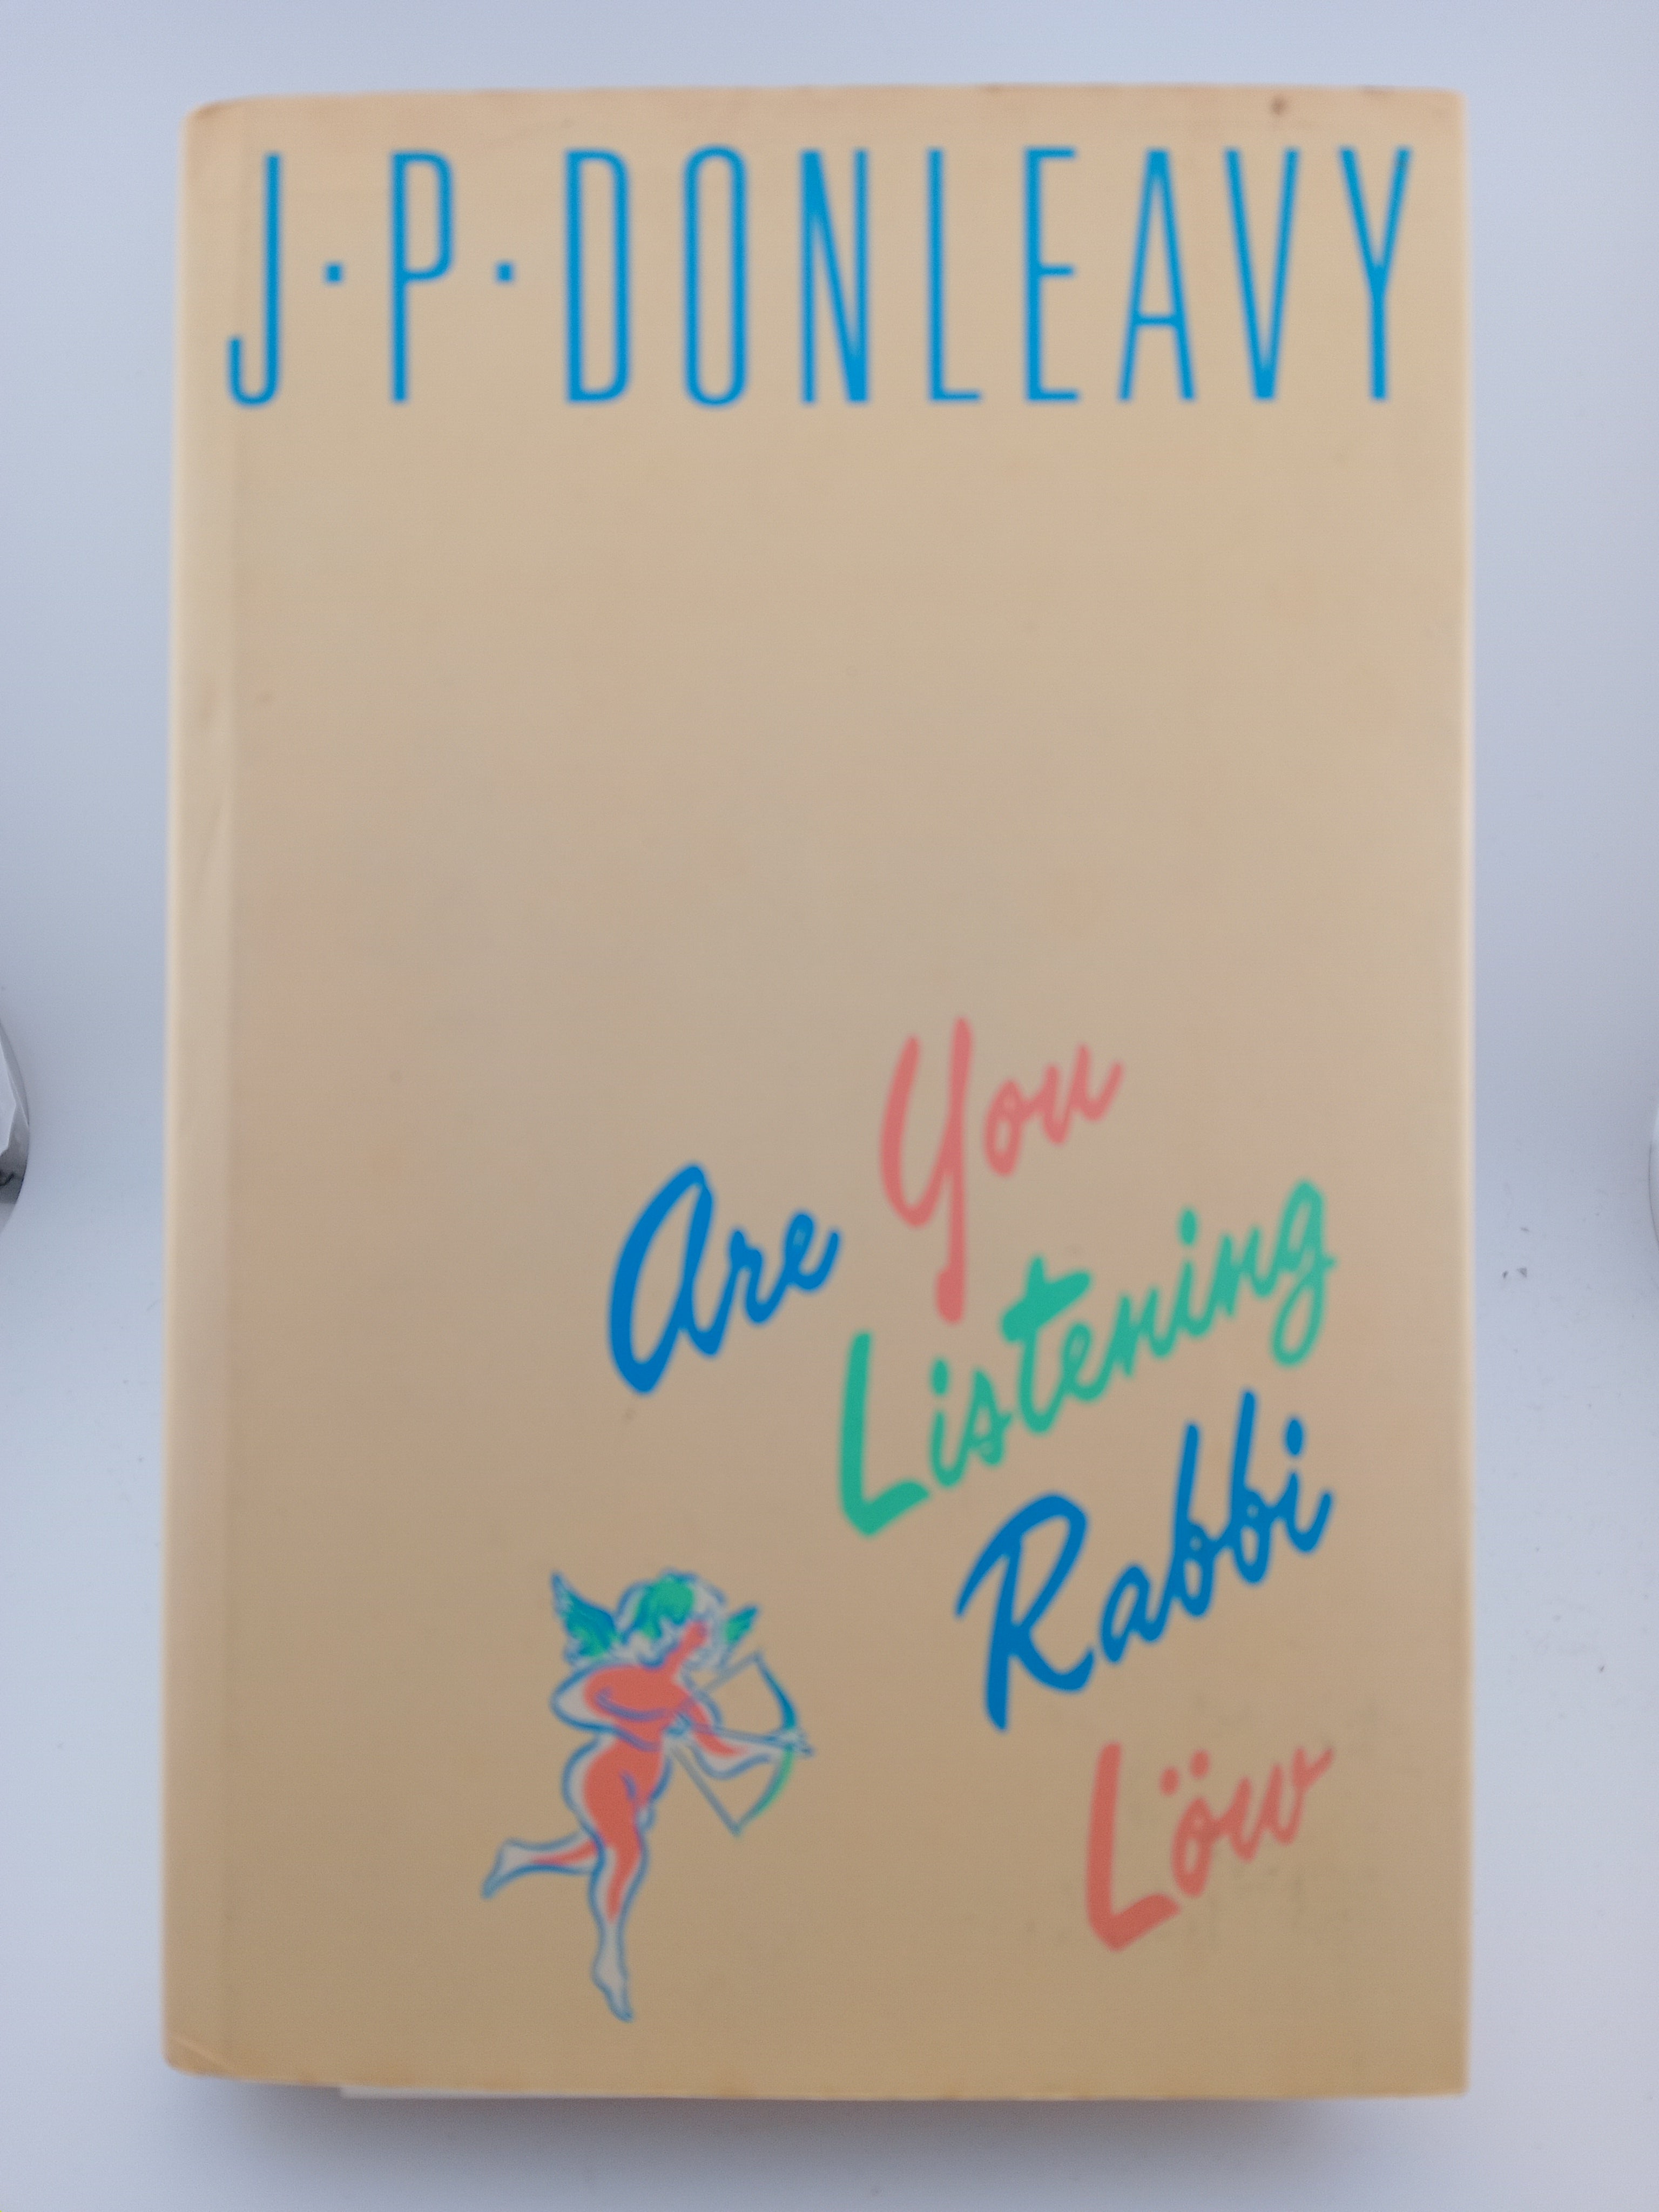 J·P·DONLEAVY
Are You
Listening
Rabbi
Löw